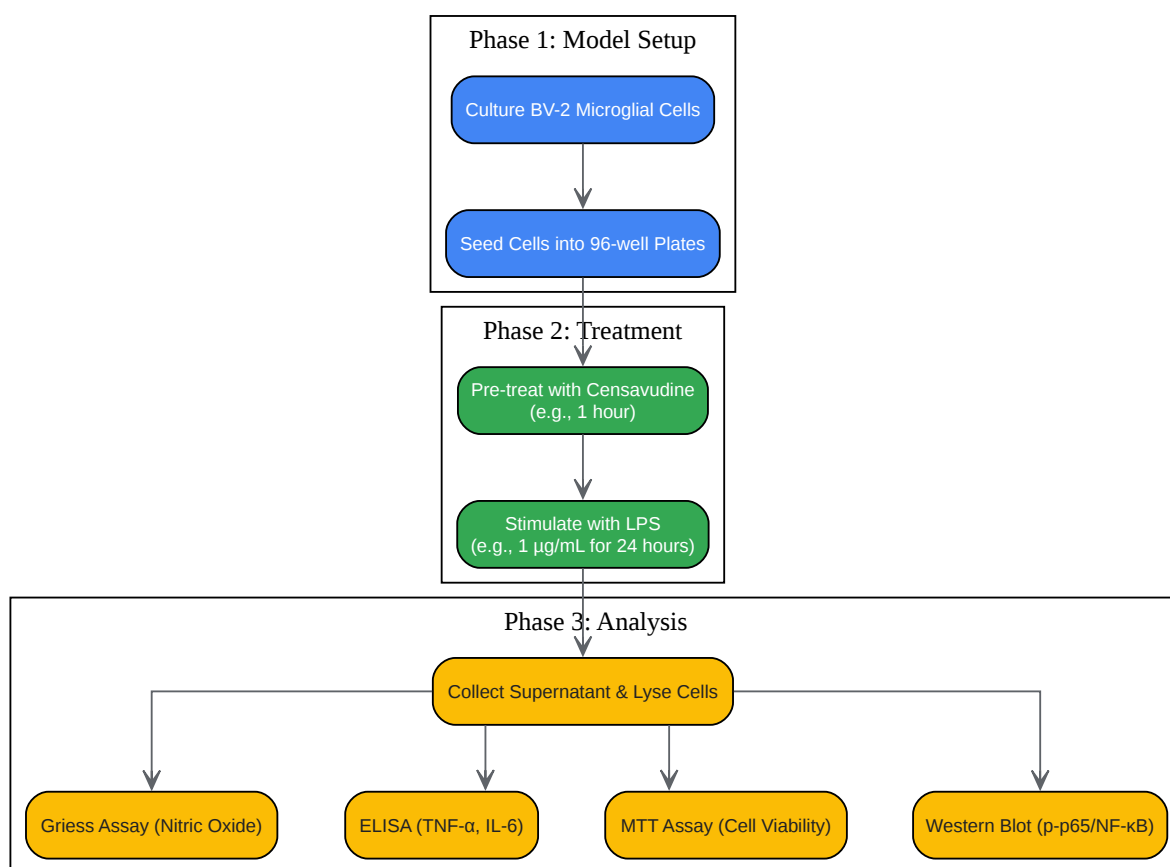 Phase 1: Model Setup
Culture BV-2 Microglial Cells
Seed Cells into 96-well Plates
Phase 2: Treatment
Pre-treat with Censavudine
(e.g., 1 hour)
Stimulate with LPS
(e.g., 1 µg/mL for 24 hours)
Phase 3: Analysis
Collect Supernatant & Lyse Cells
Griess Assay (Nitric Oxide)
ELISA (TNF-α, IL-6)
MTT Assay (Cell Viability)
Western Blot (p-p65/NF-κB)